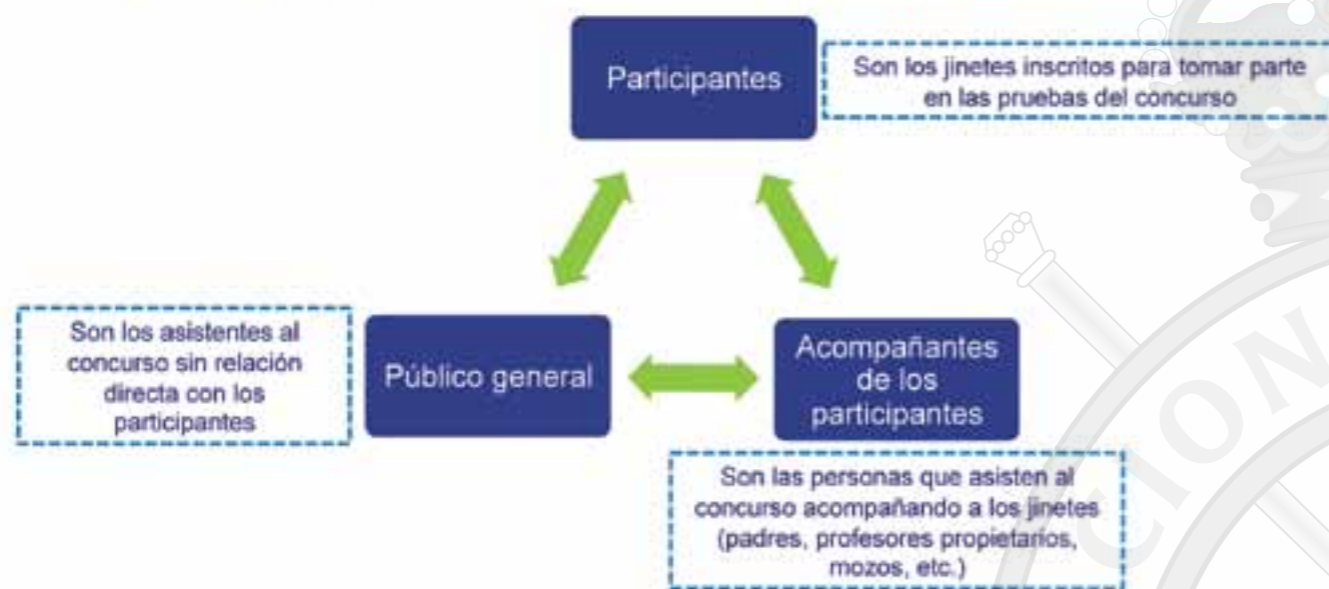 Participantes
Son los jinetes inscritos para tomar parte
en las pruebas del concurso
Son los asistentes al
concurso sin relación
directa con los
participantes
Público general
Acompañantes
de los
participantes
Son las personas que asisten al
concurso acompañando a los jinetes
(padres, profesores propietarios,
mozos, etc.)
CION